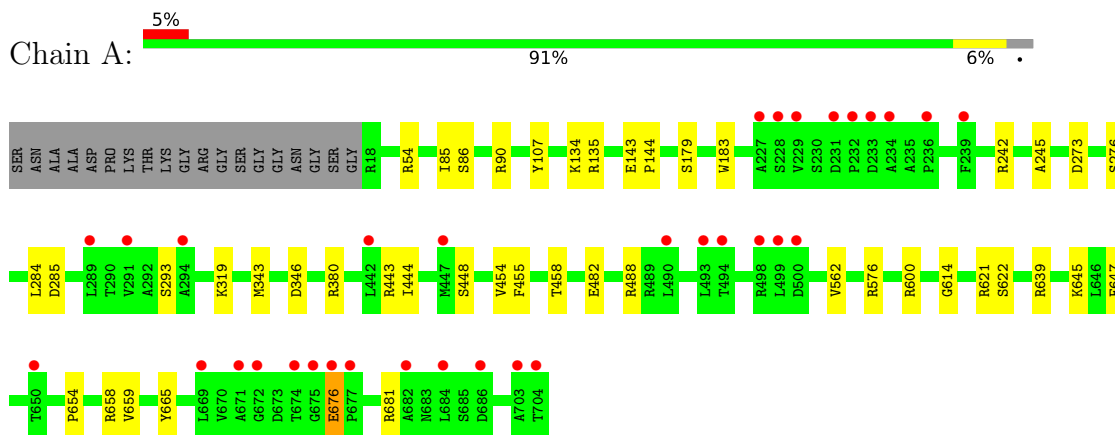 5%
Chain A:
91% 6% •
SER ASN ALA ALA ASP PRO LYS THR LYS GLY ARG GLY SER GLY GLY ASN GLY SER GLY R18 R54 I85 S86 R90 Y107 K134 R135 E143 P144 S179 W183 A227 S228 V229 S230 D231 P232 D233 A234 A235 P236 F239 R242 A245 D273 S276
L284 D285 L289 T290 V291 A292 S293 A294 K319 M343 D346 R380 L442 R443 I444 M447 S448 V454 F455 T458 E482 R488 R489 L490 L493 T494 R498 L499 D500 V562 R576 R600 G614 R621 S622 R639 K645 L646 E647
T650 P654 R658 V659 Y665 L669 V670 A671 G672 D673 T674 G675 E676 P677 R681 A682 N683 L684 S685 D686 A703 T704